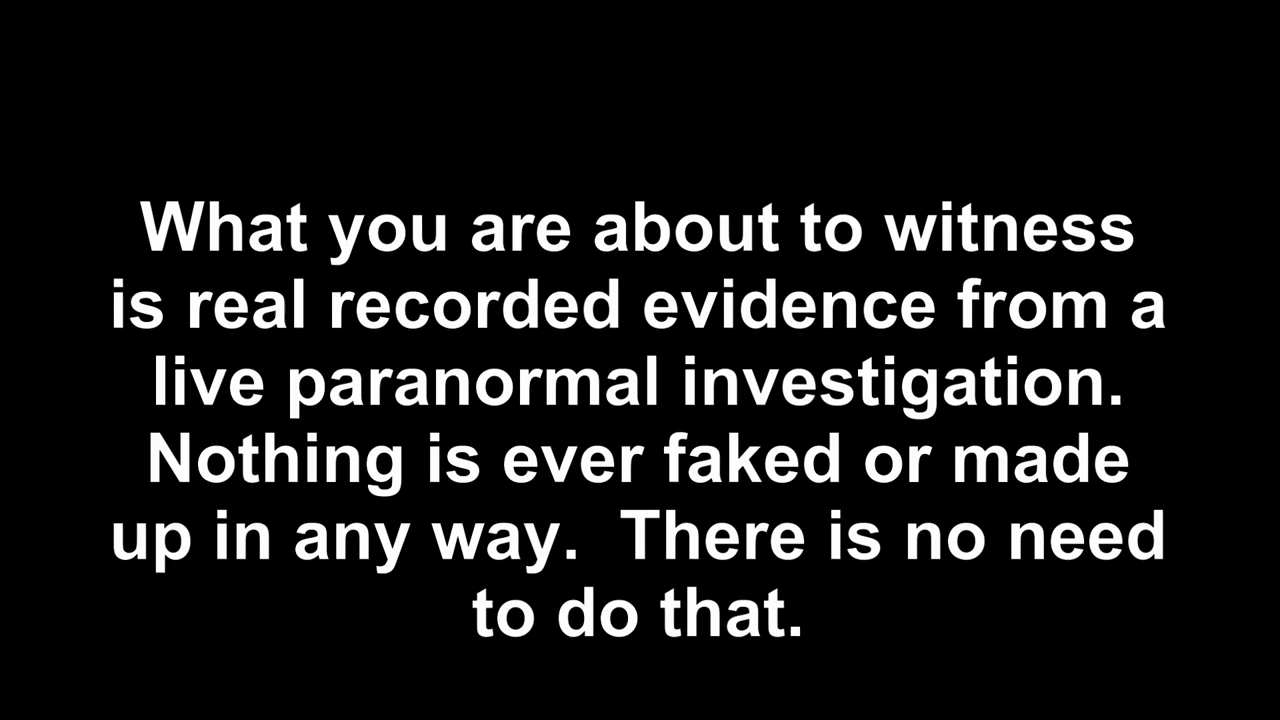 What you are about to witness
is real recorded evidence from a
live paranormal investigation.
Nothing is ever faked or made
up in any way.  There is no need
to do that.